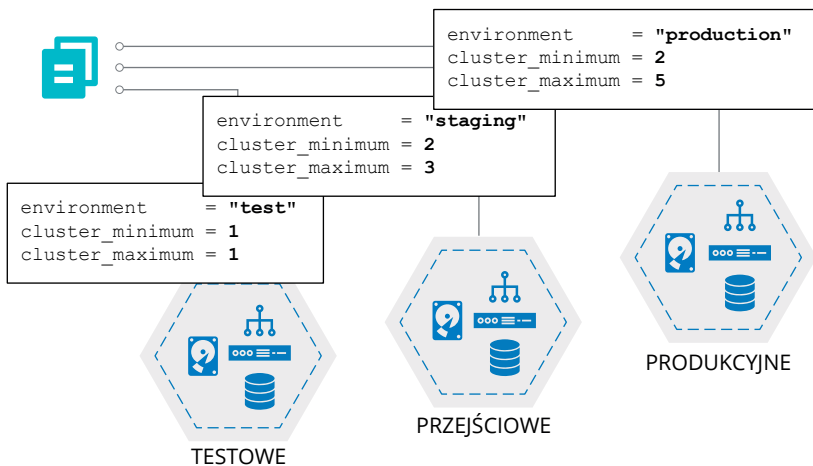 environment     = "production"
cluster_minimum = 2
cluster_maximum = 5
environment     = "staging"
cluster_minimum = 2
cluster_maximum = 3
environment     = "test"
cluster_minimum = 1
cluster_maximum = 1
PRODUKCYJNE
PRZEJŚCIOWE
TESTOWE